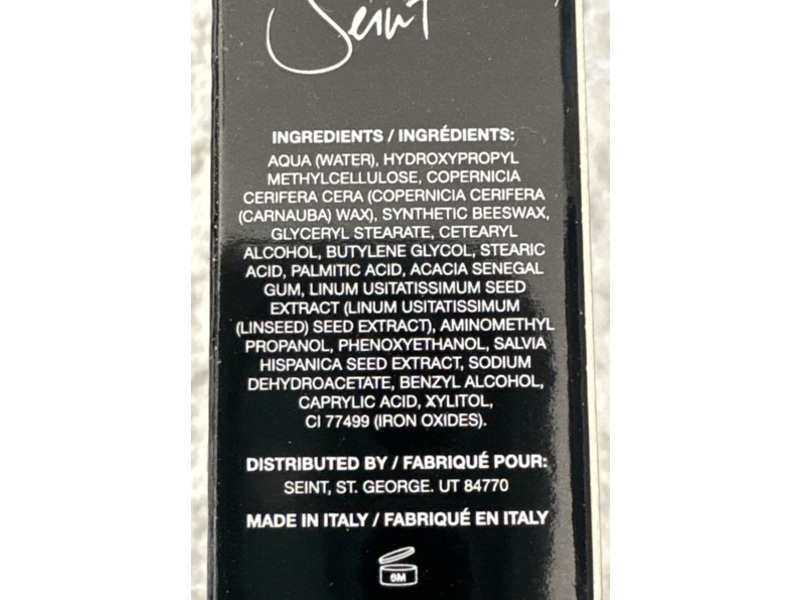 Seint
INGREDIENTS / INGRÉDIENTS:
AQUA (WATER), HYDROXYPROPYL
METHYLCELLULOSE, COPERNICIA
CERIFERA CERA (COPERNICIA CERIFERA
(CARNAUBA) WAX), SYNTHETIC BEESWAX,
GLYCERYL STEARATE, CETEARYL
ALCOHOL, BUTYLENE GLYCOL, STEARIC
ACID, PALMITIC ACID, ACACIA SENEGAL
GUM, LINUM USITATISSIMUM SEED
EXTRACT (LINUM USITATISSIMUM
(LINSEED) SEED EXTRACT), AMINOMETHYL
PROPANOL, PHENOXYETHANOL, SALVIA
HISPANICA SEED EXTRACT, SODIUM
DEHYDROACETATE, BENZYL ALCOHOL,
CAPRYLIC ACID, XYLITOL,
CI 77499 (IRON OXIDES).
DISTRIBUTED BY / FABRIQUÉ POUR:
SEINT, ST. GEORGE. UT 84770
MADE IN ITALY / FABRIQUÉ EN ITALY
6M